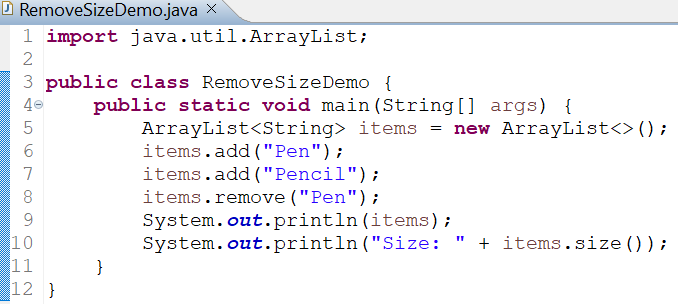 RemoveSizeDemo.java
1 import java.util.ArrayList;
2
3 public class RemoveSizeDemo {
4     public static void main(String[] args) {
5         ArrayList<String> items = new ArrayList<>();
6         items.add("Pen");
7         items.add("Pencil");
8         items.remove("Pen");
9         System.out.println(items);
10         System.out.println("Size: " + items.size());
11     }
12 }